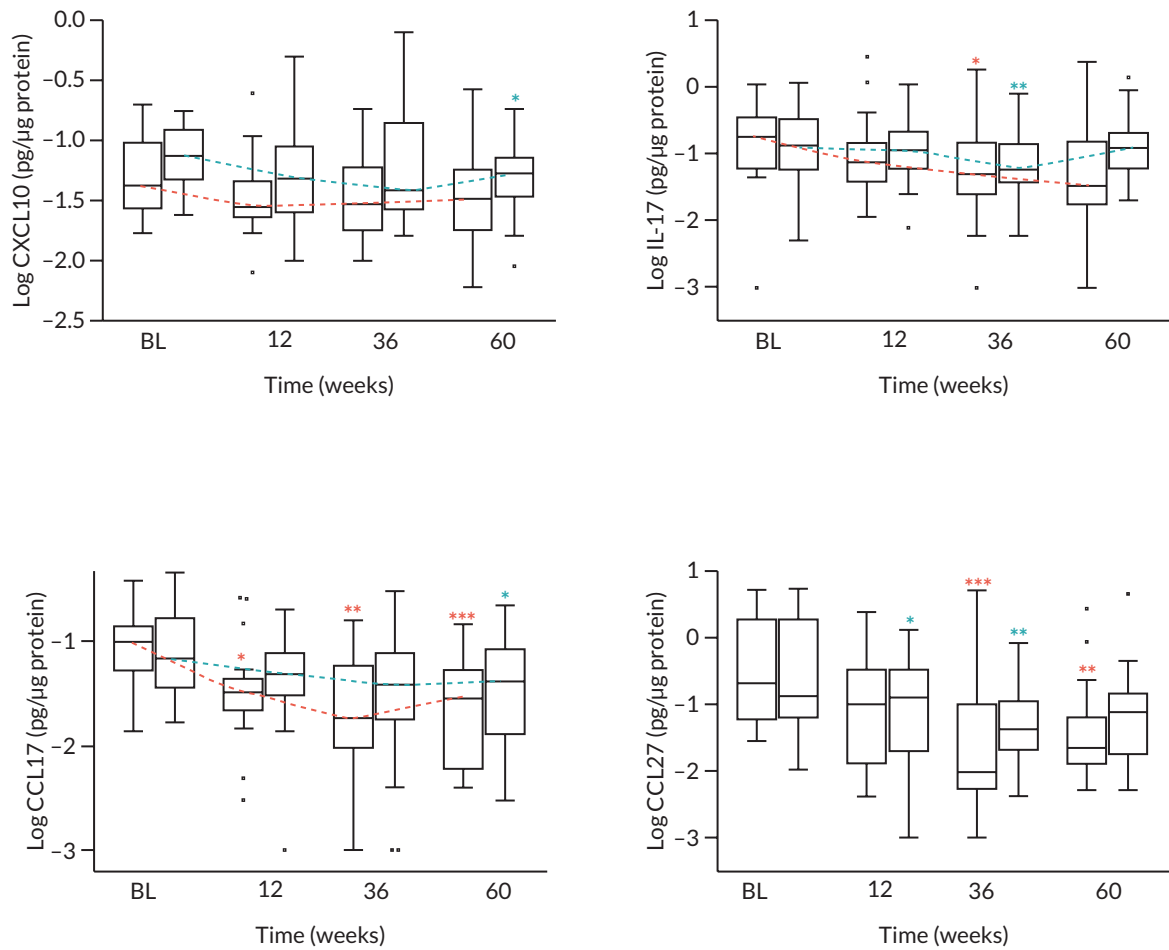 Log CXCL10 (pg/µg protein)
0.0
−0.5
−1.0
−1.5
−2.0
−2.5
*
BL 12 36 60
Time (weeks)
Log IL-17 (pg/µg protein)
1
0
−1
−2
−3
*
**
BL 12 36 60
Time (weeks)
Log CCL17 (pg/µg protein)
−1
−2
−3
*
**
***
*
BL 12 36 60
Time (weeks)
Log CCL27 (pg/µg protein)
1
0
−1
−2
−3
*
***
**
**
BL 12 36 60
Time (weeks)